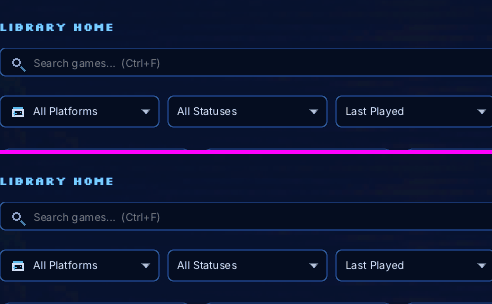 LIBRARY HOME
Search games... (Ctrl+F)
All Platforms All Statuses Last Played
LIBRARY HOME
Search games... (Ctrl+F)
All Platforms All Statuses Last Played